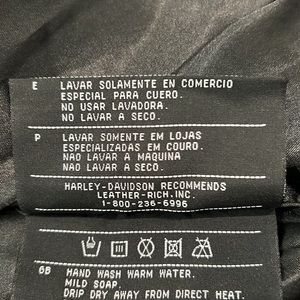 E LAVAR SOLAMENTE EN COMERCIO
ESPECIAL PARA CUERO.
NO USAR LAVADORA.
NO LAVAR A SECO.
P LAVAR SOMENTE EM LOJAS
ESPECIALIZADAS EM COURO.
NÃO LAVAR A MAQUINA
NÃO LAVAR A SECO.
HARLEY-DAVIDSON RECOMMENDS
LEATHER-RICH,INC.
1-800-236-6996
GB HAND WASH WARM WATER.
MILD SOAP.
DRIP DRY AWAY FROM DIRECT HEAT.